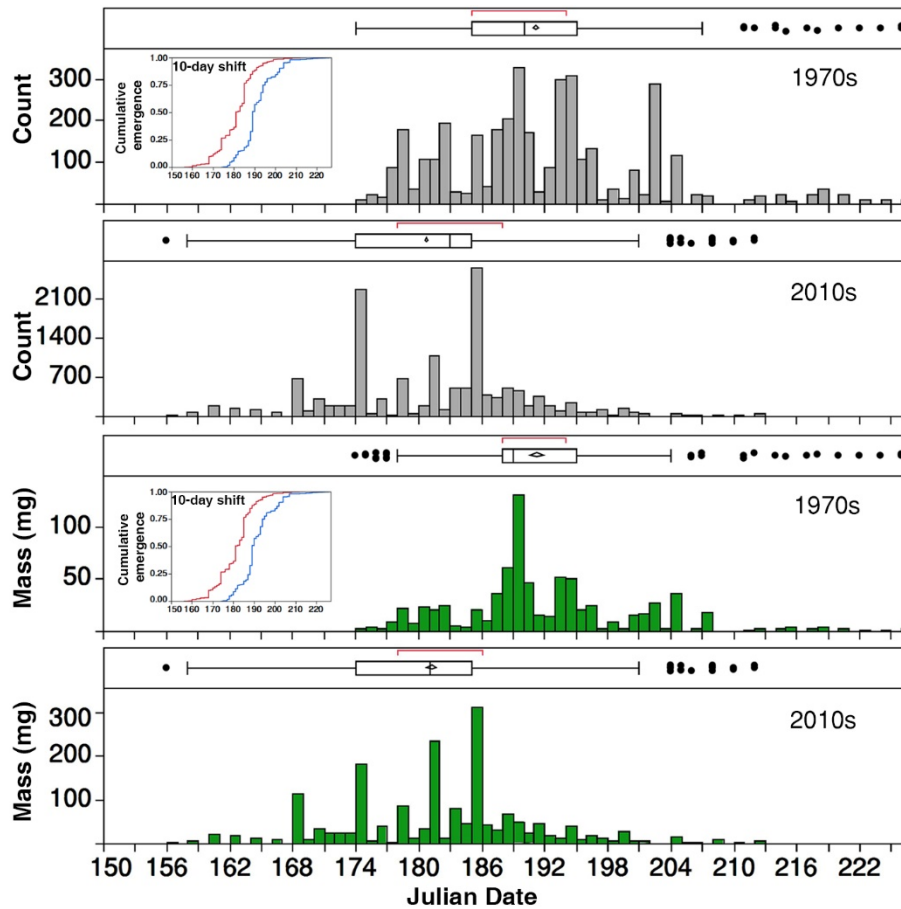 1970s
Count
300
200
100
10-day shift
Cumulative
emergence
1.00
0.75
0.50
0.25
0.00
150 160 170 180 190 200 210 220
2010s
Count
2100
1400
700
1970s
Mass (mg)
100
50
10-day shift
Cumulative
emergence
1.00
0.75
0.50
0.25
0.00
150 160 170 180 190 200 210 220
2010s
Mass (mg)
300
200
100
150 156 162 168 174 180 186 192 198 204 210 216 222
Julian Date